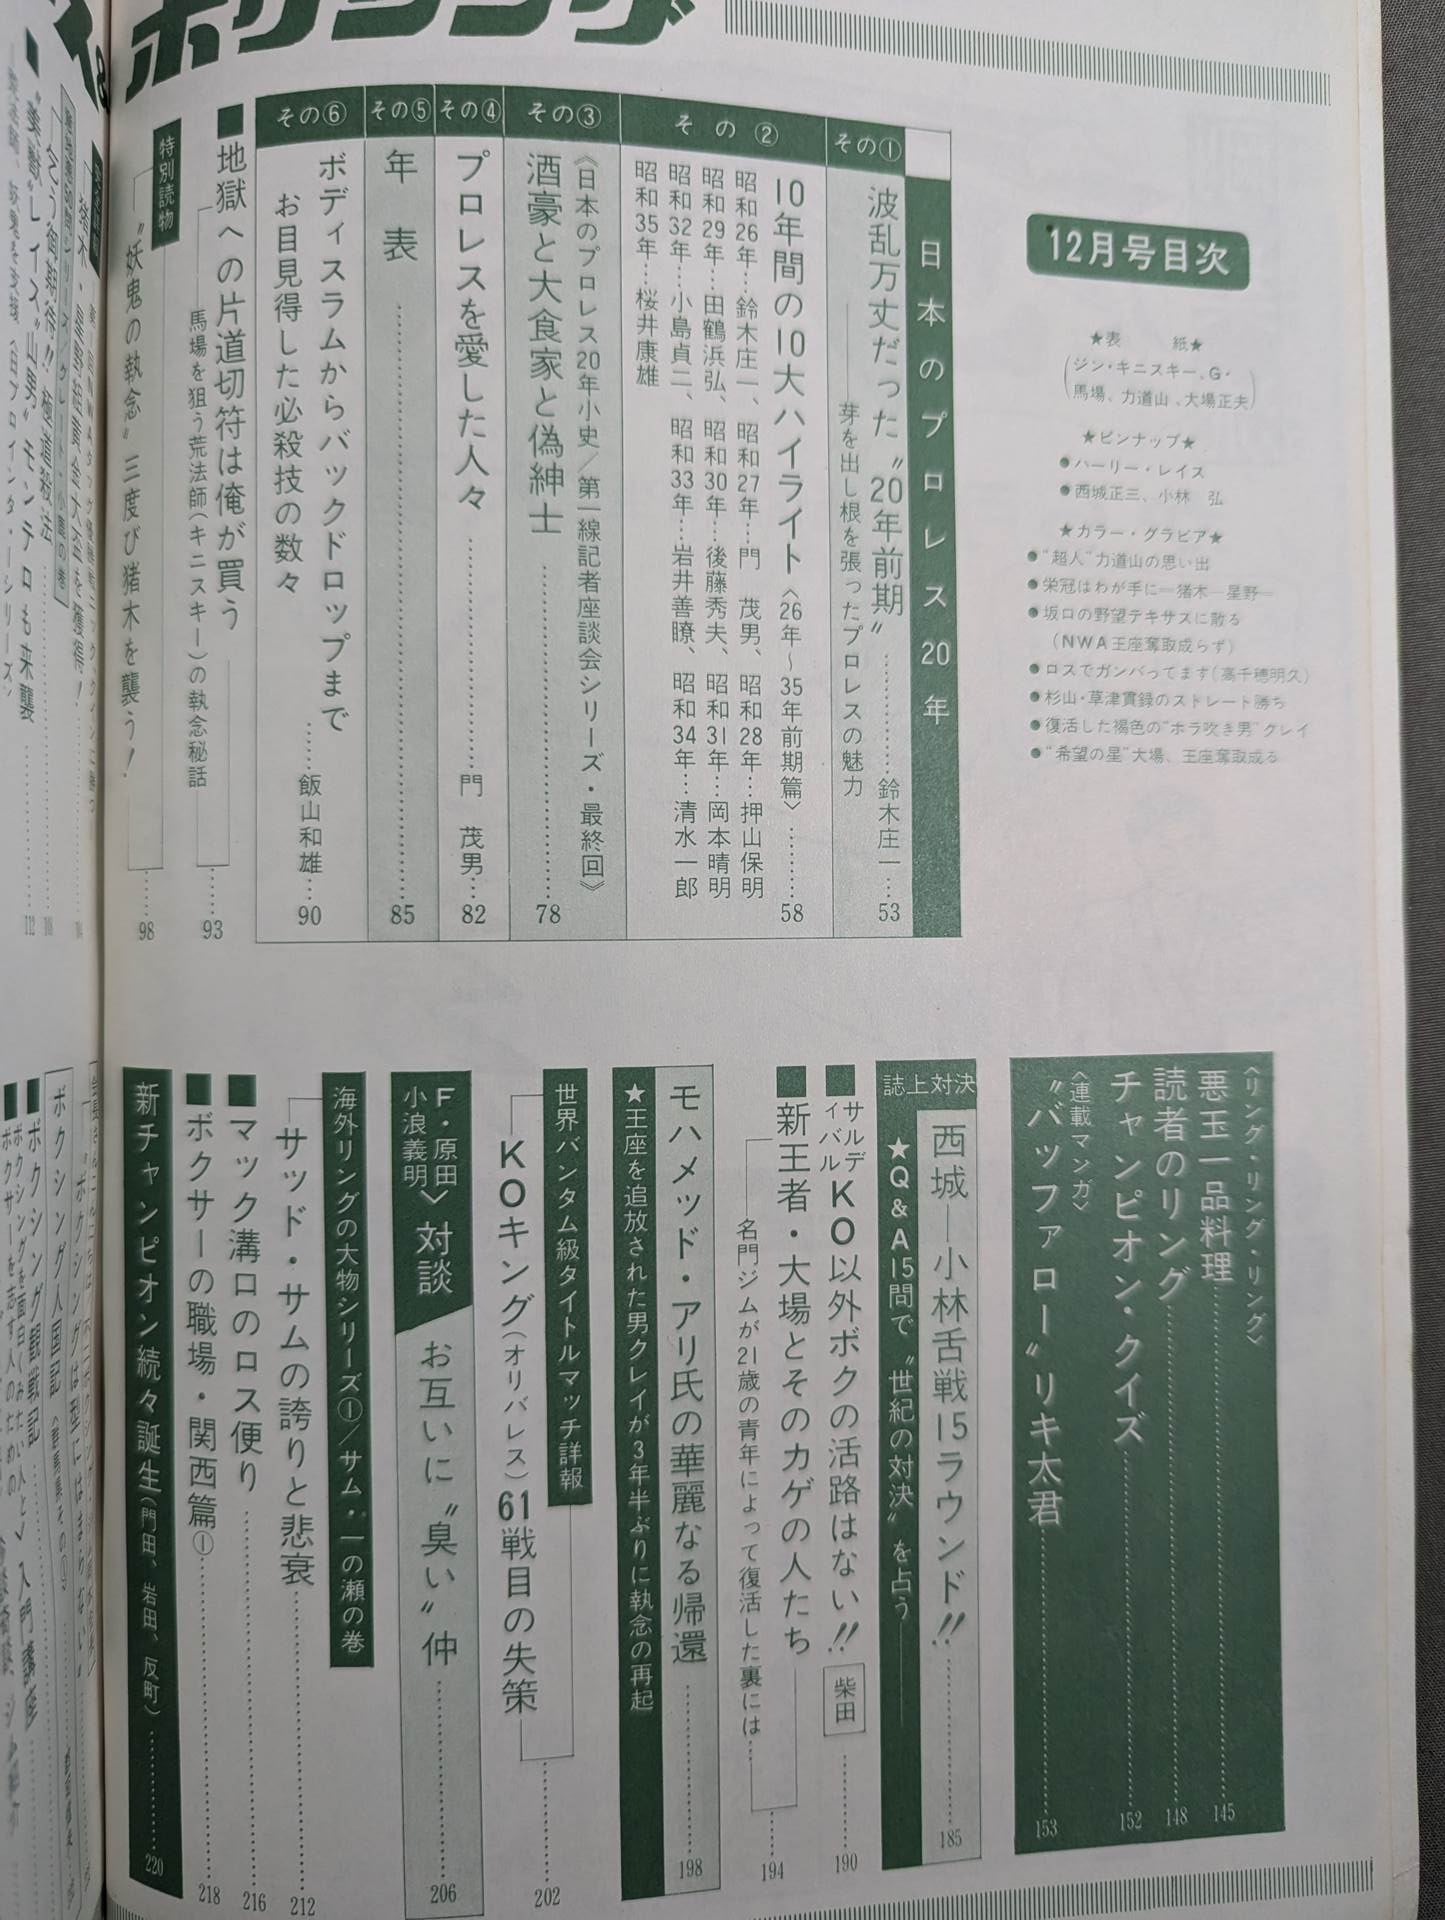 ボクシング
12月号目次
★表 紙★
(ジン・キニスキー、G・
馬場、力道山、大場正夫)
★ピンナップ★
●ハーリー・レイス
●西城正三、小林 弘
★カラー・グラビア★
●“超人”力道山の思い出
●栄冠はわが手に＝猪木－星野＝
●坂口の野望テキサスに散る
(NWA王座奪取成らず)
●ロスでガンバってます(高千穂明久)
●杉山・草津貫録のストレート勝ち
●復活した褐色の“ホラ吹き男”クレイ
●“希望の星”大場、王座奪取成る
日本のプロレス20年
その①
波乱万丈だった“20年前期”……鈴木庄一…53
――芽を出し根を張ったプロレスの魅力
その②
10年間の10大ハイライト〈26年～35年前期篇〉……58
昭和26年…鈴木庄一、昭和27年…門 茂男、昭和28年…押山保明
昭和29年…田鶴浜弘、昭和30年…後藤秀夫、昭和31年…岡本晴明
昭和32年…小島貞二、昭和33年…岩井善瞭、昭和34年…清水一郎
昭和35年…桜井康雄
その③
《日本のプロレス20年小史／第一線記者座談会シリーズ・最終回》
酒豪と大食家と偽紳士……78
その④
プロレスを愛した人々……門 茂男…82
その⑤
年表……85
その⑥
ボディスラムからバックドロップまで
お目見得した必殺技の数々……飯山和雄…90
■地獄への片道切符は俺が買う……93
馬場を狙う荒法師(キニスキー)の執念秘話
特別読物
“妖鬼の執念”三度び猪木を襲う！……98
〈リング・リング・リング〉
悪玉一品料理……145
読者のリング……148
チャンピオン・クイズ……152
〈連載マンガ〉
“バッファロー”リキ太君……153
誌上対決
西城―小林舌戦15ラウンド!!……185
★Q&A15問で“世紀の対決”を占う――
■サルディバル KO以外ボクの活路はない!! 柴田……190
■新王者・大場とそのカゲの人たち……194
名門ジムが21歳の青年によって復活した裏には…
モハメッド・アリ氏の華麗なる帰還……198
★王座を追放された男クレイが3年半ぶりに執念の再起
世界バンタム級タイトルマッチ詳報
KOキング(オリバレス)61戦目の失策……202
F・原田
小浪義明〉対談 お互いに“臭い”仲……206
海外リングの大物シリーズ①／サム・一の瀬の巻
サッド・サムの誇りと悲哀……212
■マック溝口のロス便り……216
■ボクサーの職場・関西篇①……218
新チャンピオン続々誕生(門田、岩田、反町)……220